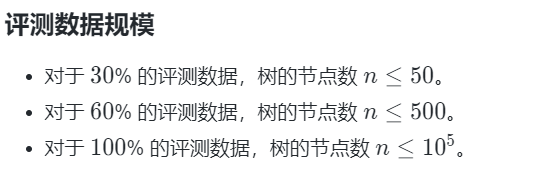 评测数据规模
• 对于 30% 的评测数据，树的节点数 n ≤ 50。
• 对于 60% 的评测数据，树的节点数 n ≤ 500。
• 对于 100% 的评测数据，树的节点数 n ≤ 10⁵。